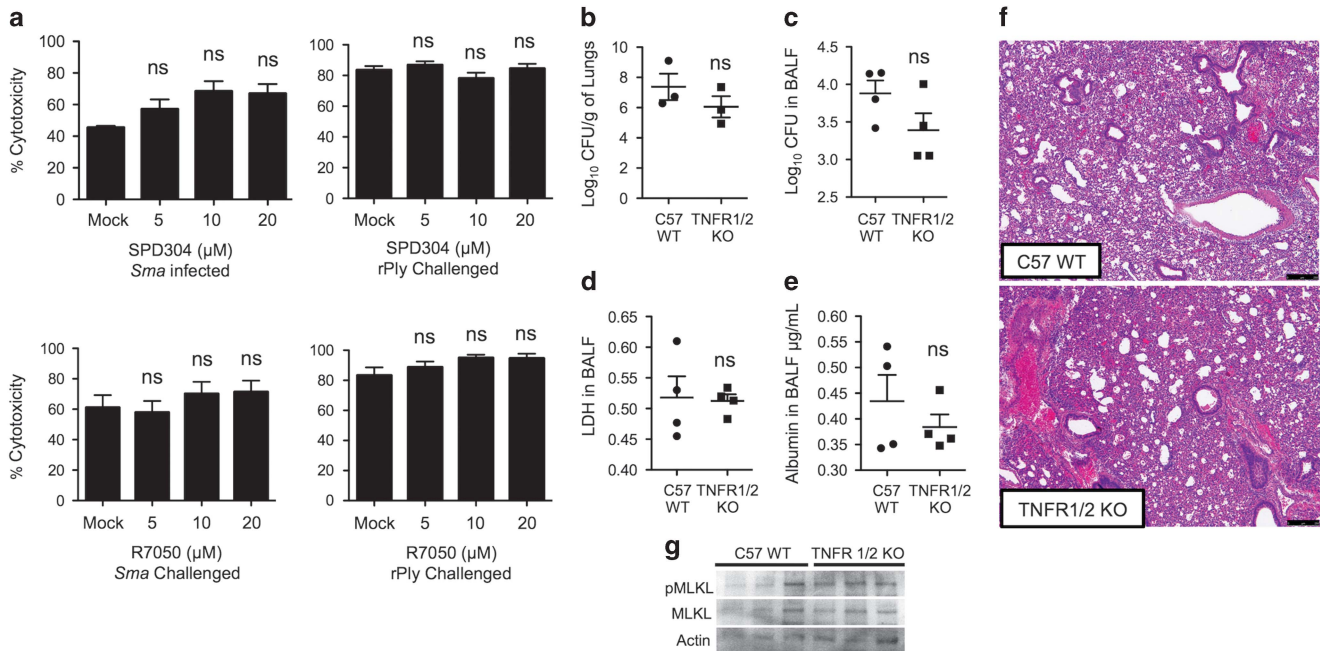 a
% Cytotoxicity
100
80
60
40
20
0
ns
ns
ns
Mock
5
10
20
SPD304 (µM)
Sma infected
100
80
60
40
20
0
ns
ns
ns
Mock
5
10
20
SPD304 (µM)
rPly Challenged
% Cytotoxicity
100
80
60
40
20
0
ns
ns
ns
Mock
5
10
20
R7050 (µM)
Sma Challenged
100
80
60
40
20
0
ns
ns
ns
Mock
5
10
20
R7050 (µM)
rPly Challenged
b
Log₁₀ CFU/g of Lungs
10
8
6
4
2
0
ns
C57 WT
TNFR1/2 KO
c
Log₁₀ CFU in BALF
4.5
4.0
3.5
3.0
2.5
ns
C57 WT
TNFR1/2 KO
d
LDH in BALF
0.65
0.60
0.55
0.50
0.45
0.40
ns
C57 WT
TNFR1/2 KO
e
Albumin in BALF µg/mL
0.60
0.55
0.50
0.45
0.40
0.35
0.30
ns
C57 WT
TNFR1/2 KO
f
C57 WT
TNFR1/2 KO
g
C57 WT
TNFR 1/2 KO
pMLKL
MLKL
Actin